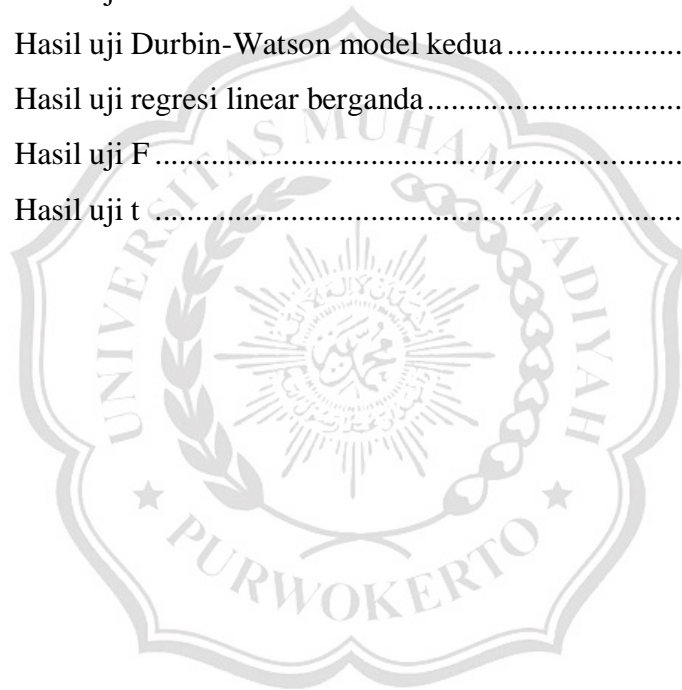 Hasil uji Durbin-Watson model kedua .......................
Hasil uji regresi linear berganda ..................................
Hasil uji F .....................................................................
Hasil uji t .....................................................................
UNIVERSITAS MUHAMMADIYAH
PURWOKERTO